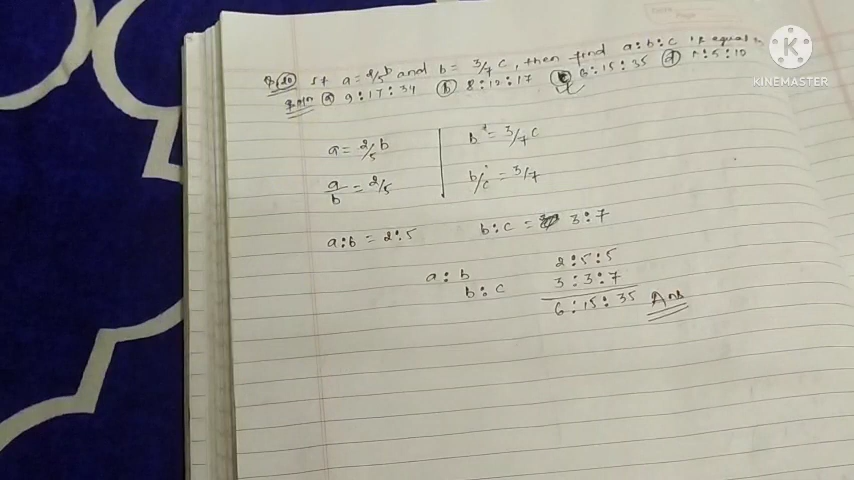 Q.20 If a = 2/5 b and b = 3/7 c, then find a:b:c is equal to
(a) 9:17:34 (b) 8:12:17 (c) 6:15:35 (d) :5:10
a = 2/5 b
b = 3/7 c
a/b = 2/5
b/c = 3/7
a:b = 2:5
b:c = 3:7
a : b
b : c
2:5:5
3:3:7
6:15:35 Ans
K
KINEMASTER